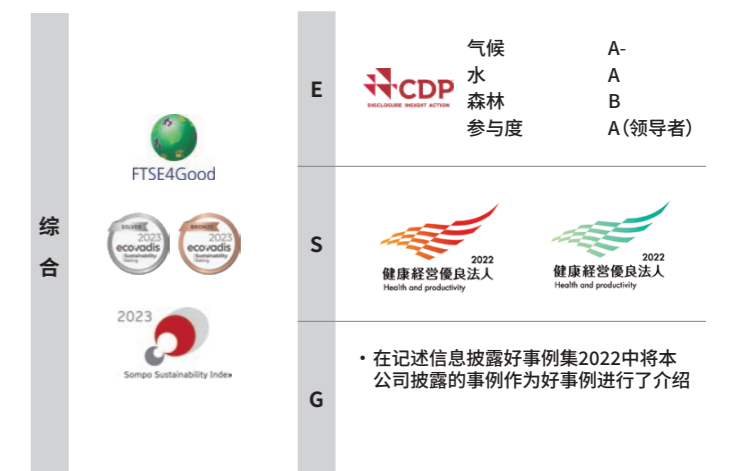 综
合
FTSE4Good
SILVER
2023
ecovadis
Sustainability
Rating
BRONZE
2023
ecovadis
Sustainability
Rating
2023
Sompo Sustainability Index
E
CDP
DISCLOSURE INSIGHT ACTION
气候 A-
水 A
森林 B
参与度 A（领导者）
S
2022
健康経営優良法人
Health and productivity
2022
健康経営優良法人
Health and productivity
G
・在记述信息披露好事例集2022中将本
公司披露的事例作为好事例进行了介绍